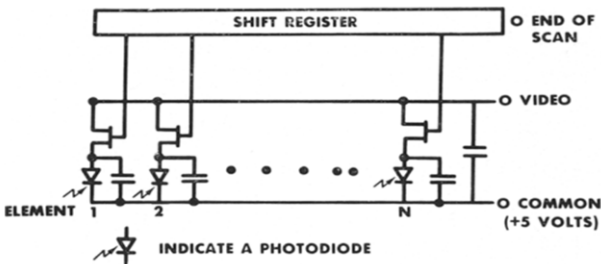 SHIFT REGISTER
END OF
SCAN
VIDEO
ELEMENT 1 2 N
COMMON
(+5 VOLTS)
INDICATE A PHOTODIODE